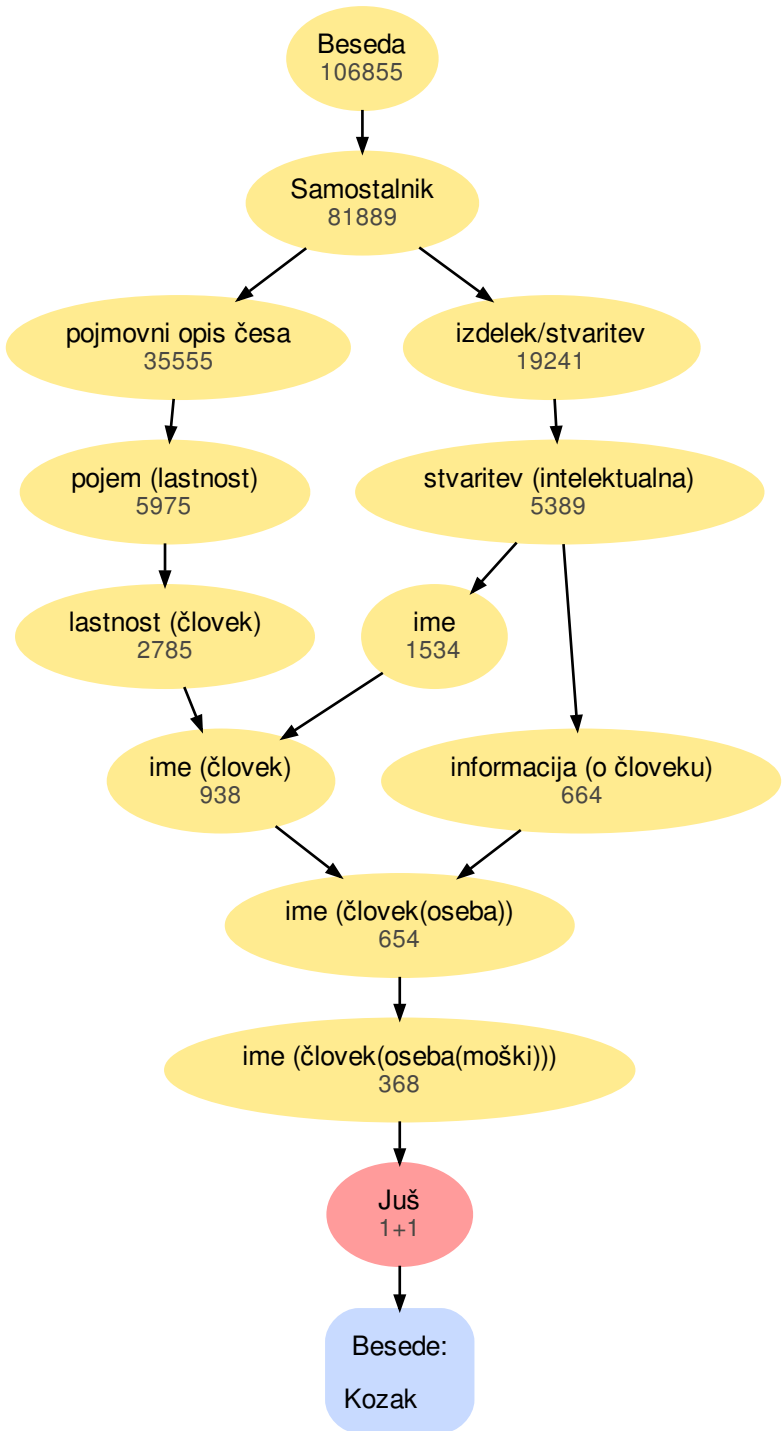 Beseda
106855
Samostalnik
81889
pojmovni opis česa
35555
izdelek/stvaritev
19241
pojem (lastnost)
5975
stvaritev (intelektualna)
5389
lastnost (človek)
2785
ime
1534
ime (človek)
938
informacija (o človeku)
664
ime (človek(oseba))
654
ime (človek(oseba(moški)))
368
Juš
1+1
Besede:
Kozak